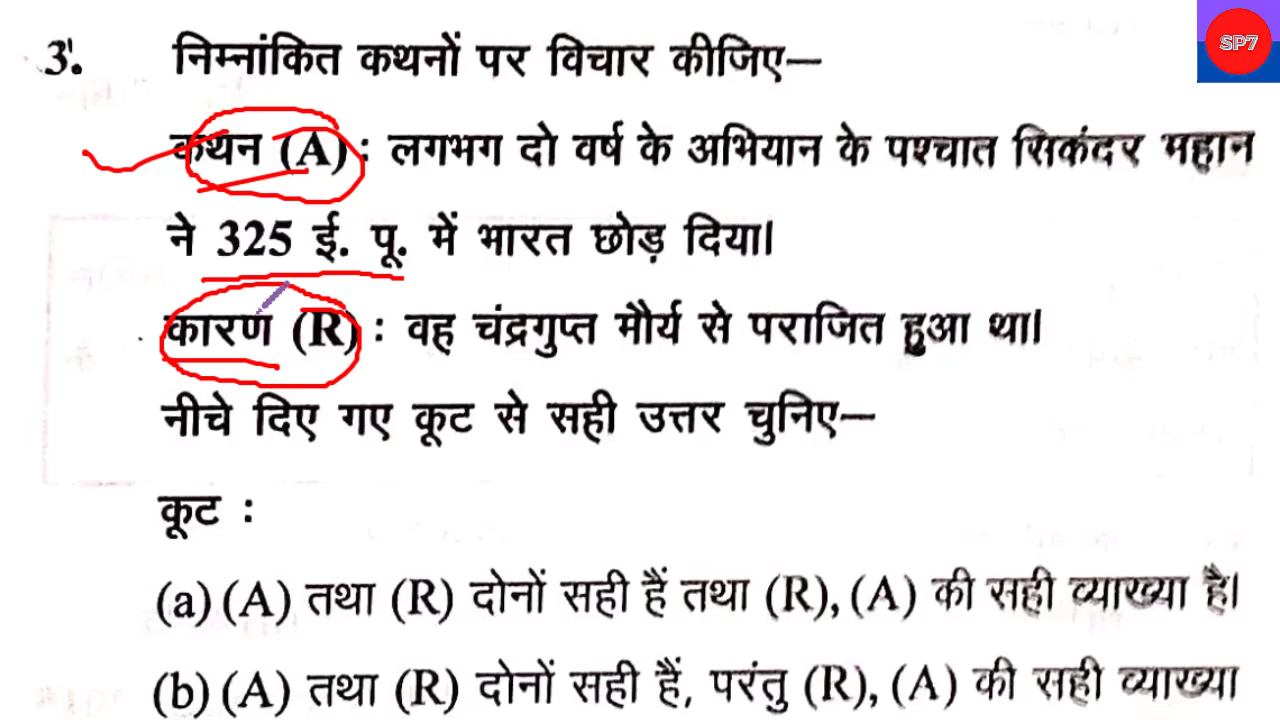 SP7
3. निम्नांकित कथनों पर विचार कीजिए–
कथन (A) : लगभग दो वर्ष के अभियान के पश्चात सिकंदर महान
ने 325 ई. पू. में भारत छोड़ दिया।
कारण (R) : वह चंद्रगुप्त मौर्य से पराजित हुआ था।
नीचे दिए गए कूट से सही उत्तर चुनिए–
कूट :
(a) (A) तथा (R) दोनों सही हैं तथा (R), (A) की सही व्याख्या है।
(b) (A) तथा (R) दोनों सही हैं, परंतु (R), (A) की सही व्याख्या